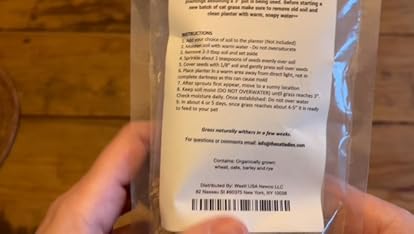 plantings assuming a 3" pot is being used. Before starting a
new batch of cat grass make sure to remove old soil and
clean planter with warm, soapy water
INSTRUCTIONS
1. Add your choice of soil to the planter (Not included)
2. Moisten soil with warm water - Do not oversaturate
3. Remove 2-3 tbsp soil and set aside
4. Sprinkle about 2 teaspoons of seeds evenly over soil
5. Cover seeds with 1/8" soil and gently press soil over seeds
6. Place planter in a warm area away from direct light, not in
complete darkness as this can cause mold
7. After sprouts first appear, move to a sunny location
8. Keep soil moist (DO NOT OVERWATER) until grass reaches 3".
Check moisture daily. Once established: Do not over water
9. In about 4 or 5 days, once grass reaches about 4-5" it is ready
to feed to your pet
Grass naturally withers in a few weeks.
For questions or comments email:
Contains: Organically grown
wheat, oats, barley and rye
Distributed By: Weslii USA Newco LLC
82 Nassau St #60375 New York, NY 10038